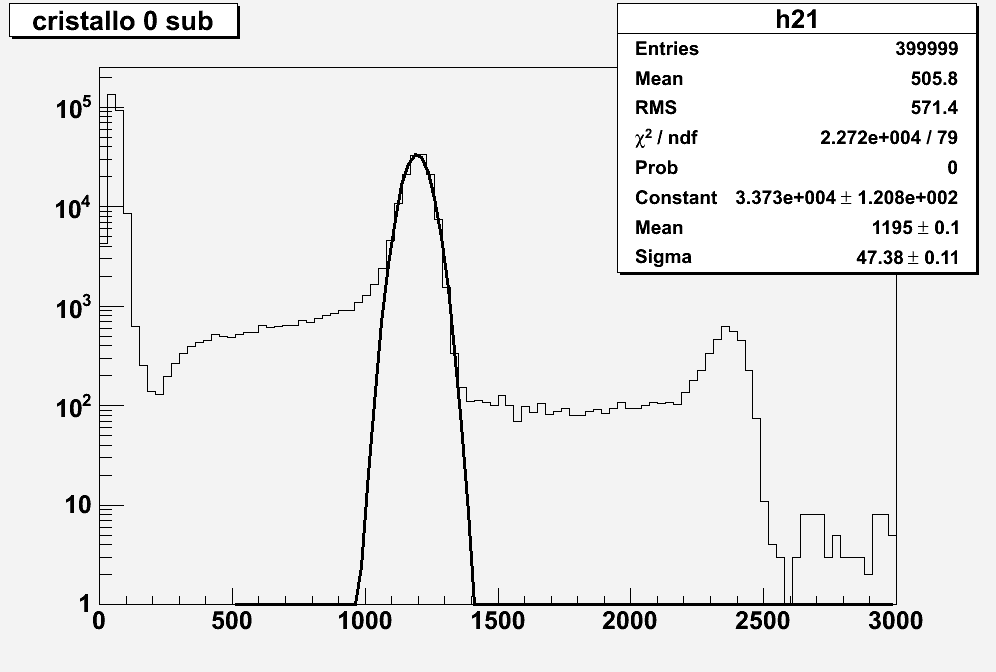 cristallo 0 sub
h21
Entries 399999
Mean 505.8
RMS 571.4
χ² / ndf 2.272e+004 / 79
Prob 0
Constant 3.373e+004 ± 1.208e+002
Mean 1195 ± 0.1
Sigma 47.38 ± 0.11
10⁵
10⁴
10³
10²
10
1
0 500 1000 1500 2000 2500 3000